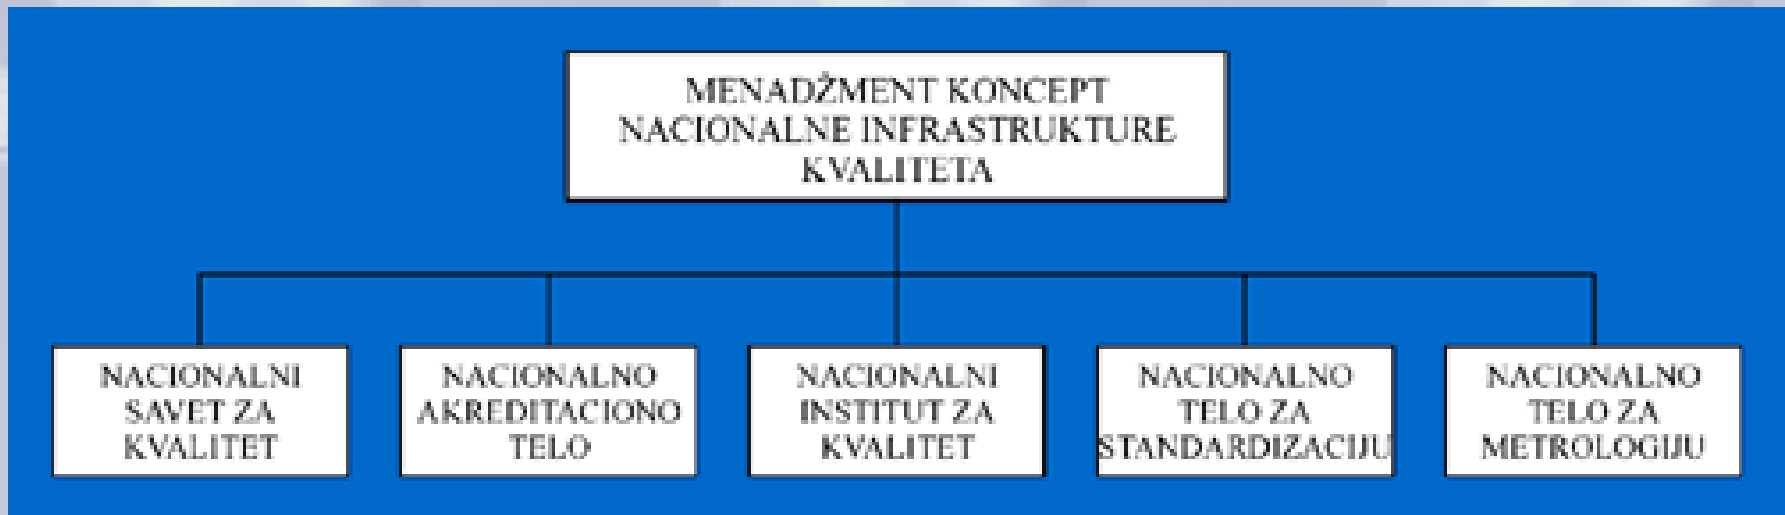 MENADŽMENT KONCEPT
NACIONALNE INFRASTRUKTURE
KVALITETA
NACIONALNI
SAVET ZA
KVALITET
NACIONALNO
AKREDITACIONO
TELO
NACIONALNI
INSTITUT ZA
KVALITET
NACIONALNO
TELO ZA
STANDARDIZACIJU
NACIONALNO
TELO ZA
METROLOGIJU